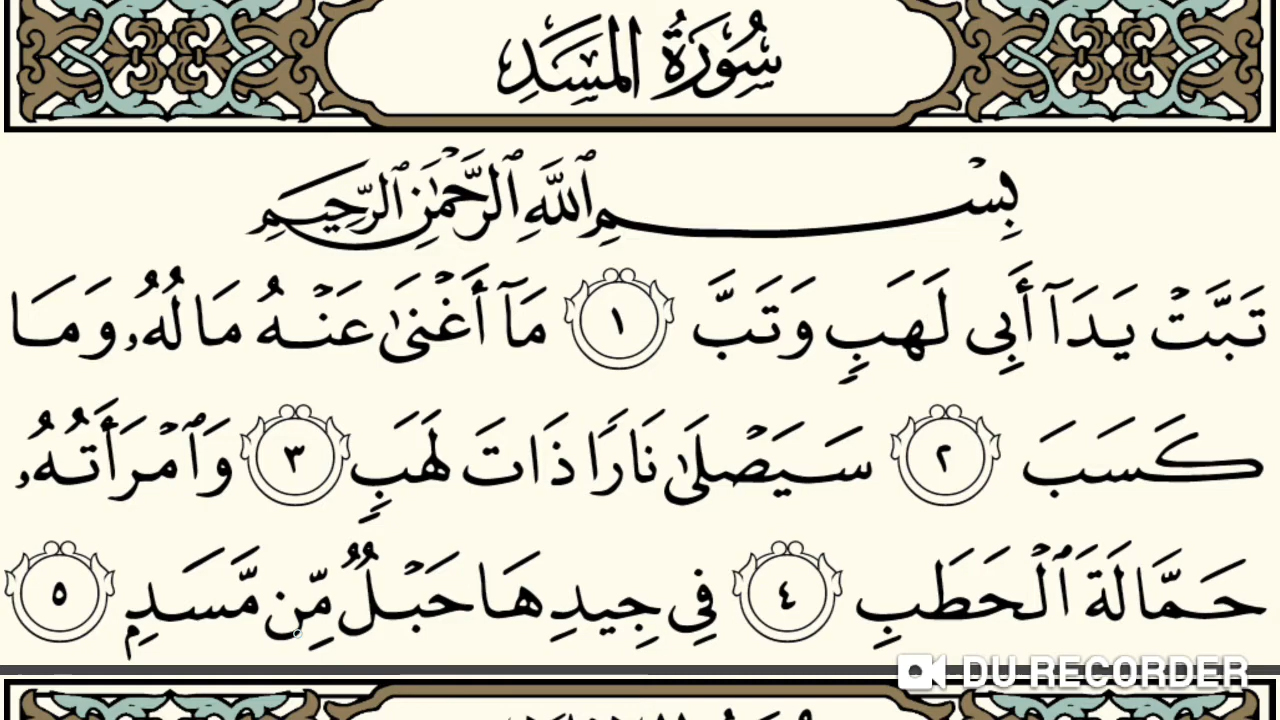 سُورَةُ المَسَدِ
بِسْمِ ٱللَّهِ ٱلرَّحْمَٰنِ ٱلرَّحِيمِ
تَبَّتْ يَدَآ أَبِى لَهَبٍ وَتَبَّ ١ مَآ أَغْنَىٰ عَنْهُ مَالُهُۥ وَمَا
كَسَبَ ٢ سَيَصْلَىٰ نَارًا ذَاتَ لَهَبٍ ٣ وَٱمْرَأَتُهُۥ
حَمَّالَةَ ٱلْحَطَبِ ٤ فِى جِيدِهَا حَبْلٌ مِّن مَّسَدٍۭ ٥
DU RECORDER